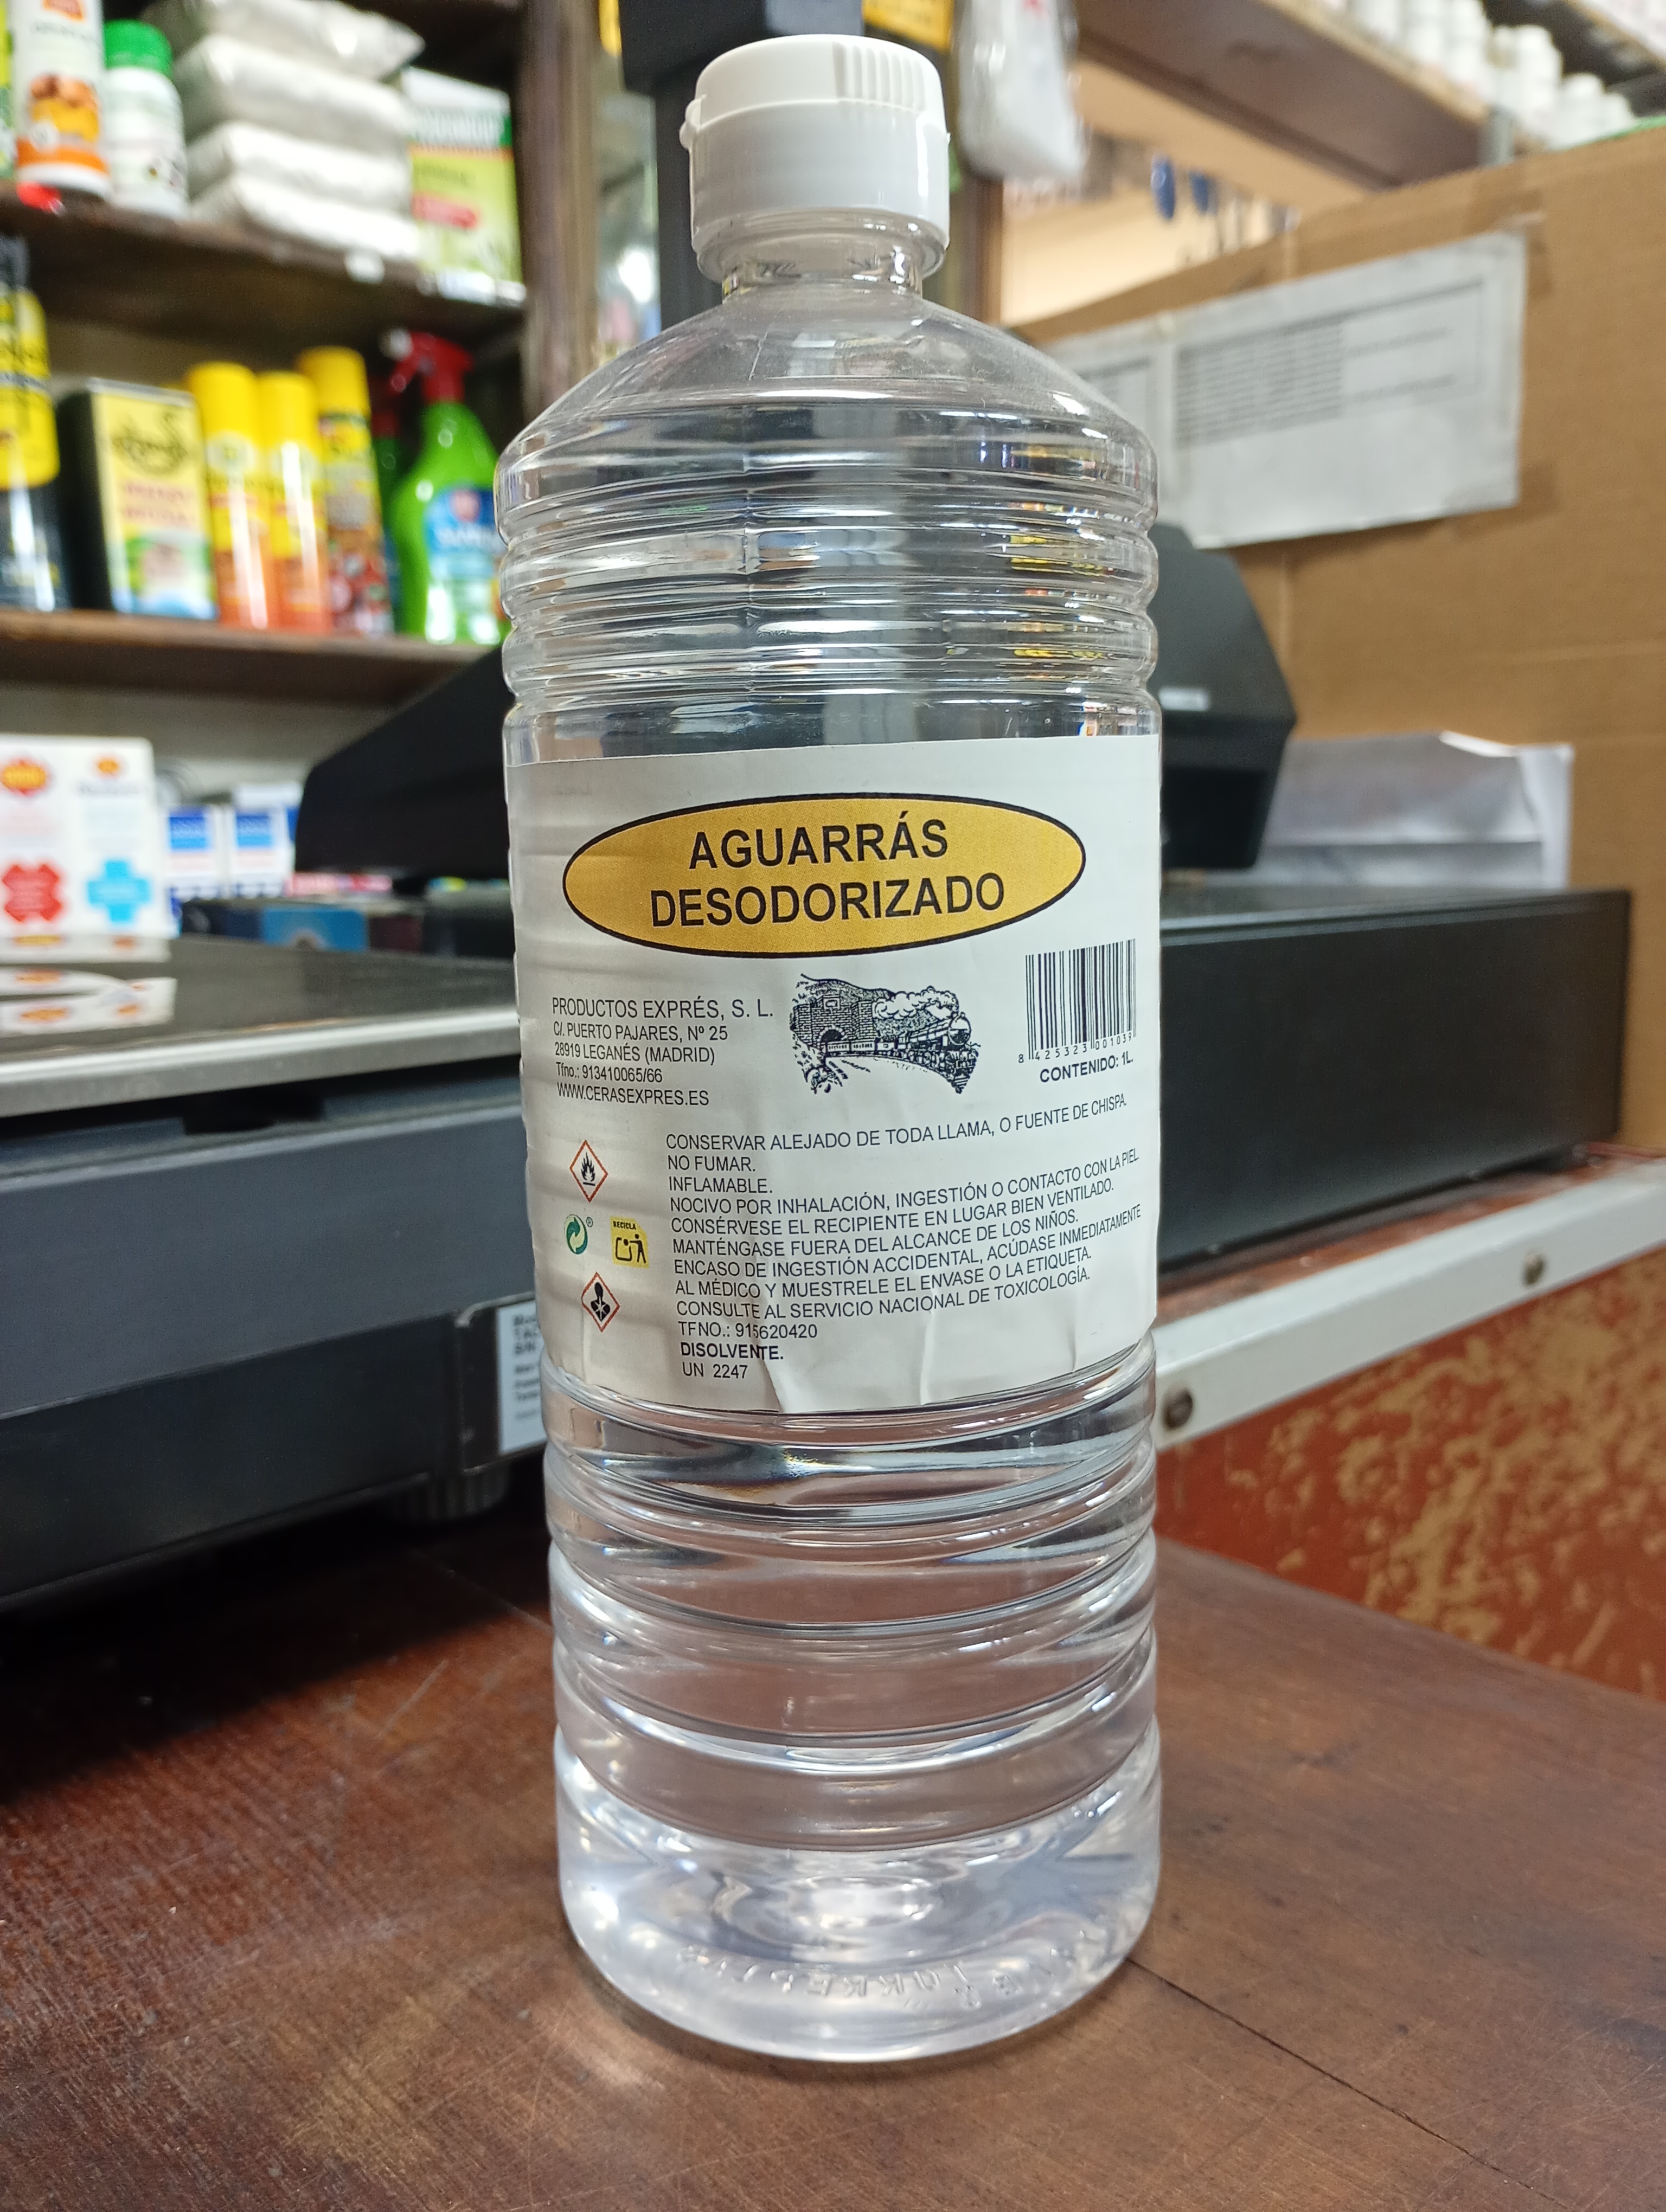 AGUARRÁS
DESODORIZADO
PRODUCTOS EXPRÉS, S. L.
C/. PUERTO PAJARES, Nº 25
28919 LEGANÉS (MADRID)
Tfno.: 913410065/66
WWW.CERASEXPRES.ES
8 425323 001039
CONTENIDO: 1L.
CONSERVAR ALEJADO DE TODA LLAMA, O FUENTE DE CHISPA.
NO FUMAR.
INFLAMABLE.
NOCIVO POR INHALACIÓN, INGESTIÓN O CONTACTO CON LA PIEL
CONSÉRVESE EL RECIPIENTE EN LUGAR BIEN VENTILADO.
MANTÉNGASE FUERA DEL ALCANCE DE LOS NIÑOS.
ENCASO DE INGESTIÓN ACCIDENTAL, ACÚDASE INMEDIATAMENTE
AL MÉDICO Y MUESTRELE EL ENVASE O LA ETIQUETA.
CONSULTE AL SERVICIO NACIONAL DE TOXICOLOGÍA.
TFNO.: 915620420
DISOLVENTE.
UN 2247
RECICLA